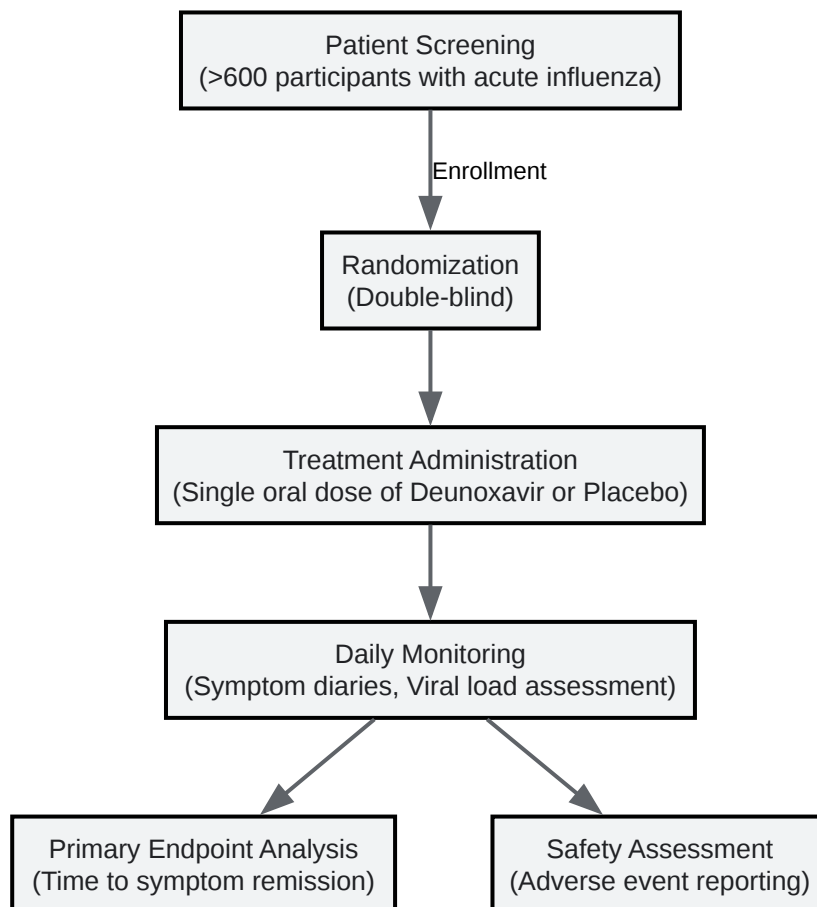 Patient Screening
(>600 participants with acute influenza)
Enrollment
Randomization
(Double-blind)
Treatment Administration
(Single oral dose of Deunoxavir or Placebo)
Daily Monitoring
(Symptom diaries, Viral load assessment)
Primary Endpoint Analysis
(Time to symptom remission)
Safety Assessment
(Adverse event reporting)